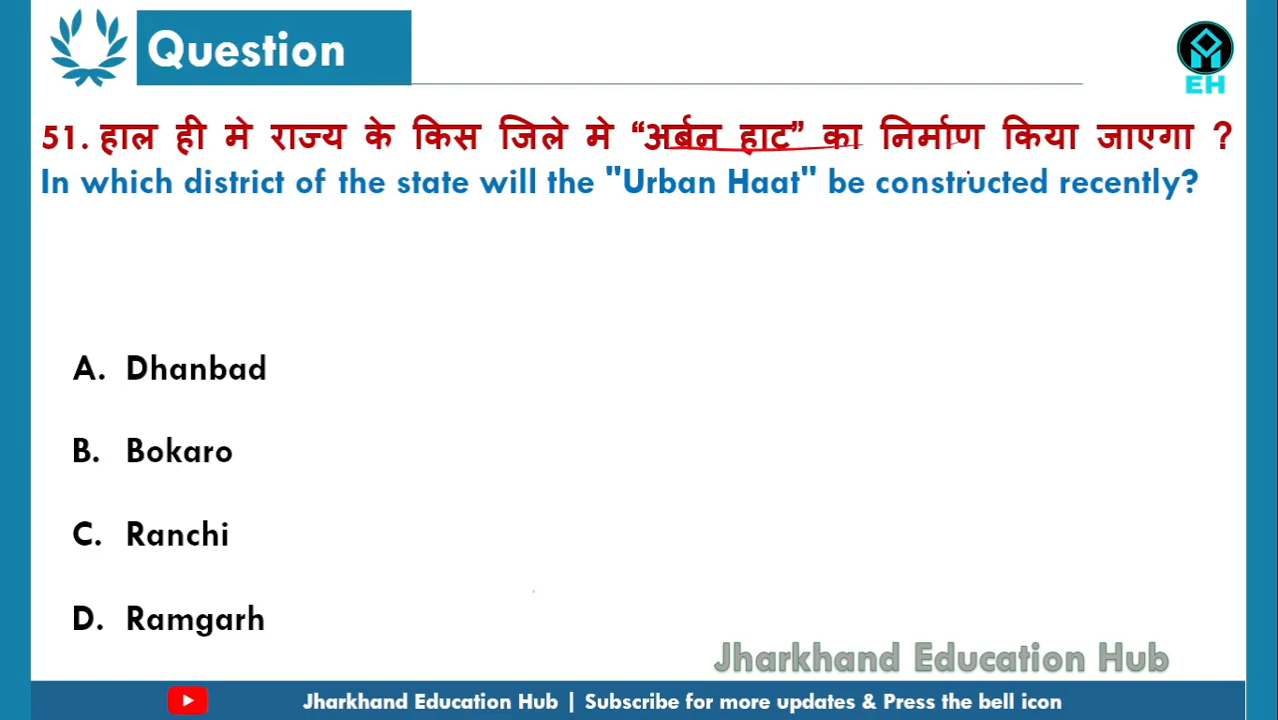 Question
EH
51. हाल ही मे राज्य के किस जिले मे “अर्बन हाट” का निर्माण किया जाएगा ?
In which district of the state will the "Urban Haat" be constructed recently?
A. Dhanbad
B. Bokaro
C. Ranchi
D. Ramgarh
Jharkhand Education Hub
Jharkhand Education Hub | Subscribe for more updates & Press the bell icon